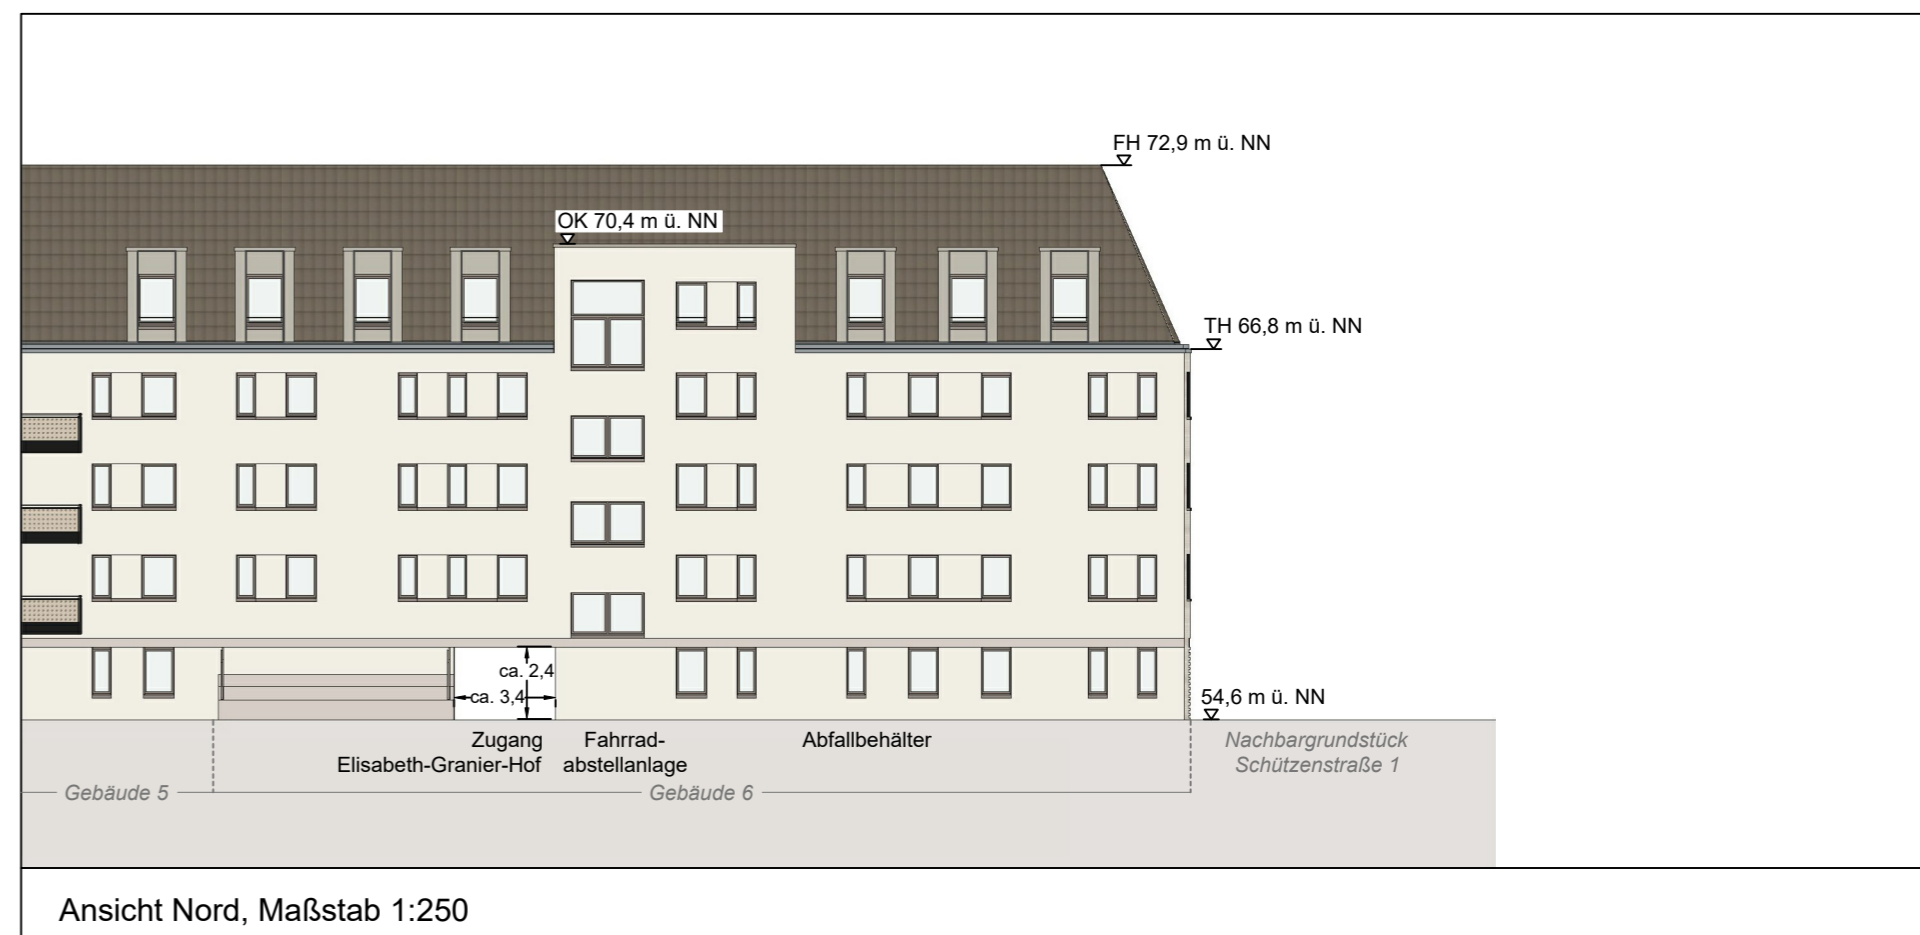 FH 72,9 m ü. NN
OK 70,4 m ü. NN
TH 66,8 m ü. NN
ca. 2,4
ca. 3,4
54,6 m ü. NN
Zugang
Elisabeth-Granier-Hof
Fahrrad-
abstellanlage
Abfallbehälter
Nachbargrundstück
Schützenstraße 1
Gebäude 5
Gebäude 6
Ansicht Nord, Maßstab 1:250